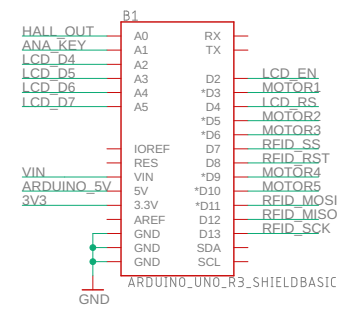 B1
HALL_OUT A0 RX
ANA_KEY A1 TX
LCD_D4 A2
LCD_D5 A3 D2 LCD_EN
LCD_D6 A4 *D3 MOTOR1
LCD_D7 A5 D4 LCD_RS
*D5 MOTOR2
*D6 MOTOR3
IOREF D7 RFID_SS
RES D8 RFID_RST
VIN VIN *D9 MOTOR4
ARDUINO_5V 5V *D10 MOTOR5
3V3 3.3V *D11 RFID_MOSI
AREF D12 RFID_MISO
GND D13 RFID_SCK
GND SDA
GND SCL
ARDUINO_UNO_R3_SHIELDBASIC
GND